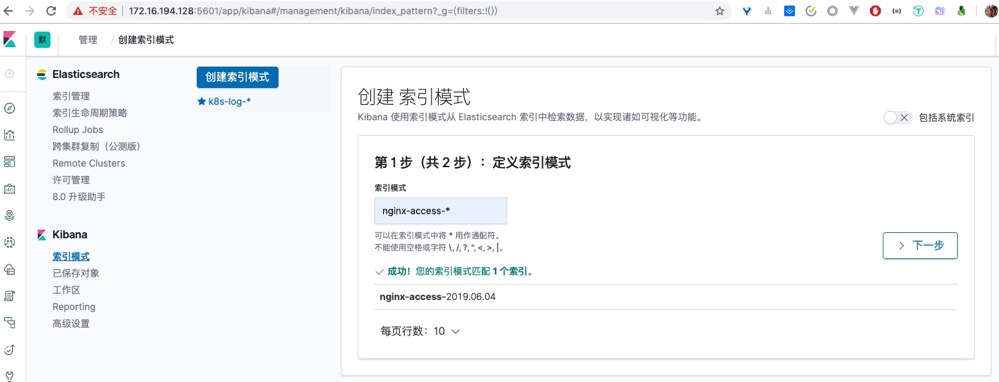 不安全 | 172.16.194.128:5601/app/kibana#/management/kibana/index_pattern?_g=(filters:!())
默 管理 / 创建索引模式
Elasticsearch
索引管理
索引生命周期策略
Rollup Jobs
跨集群复制（公测版）
Remote Clusters
许可管理
8.0 升级助手
Kibana
索引模式
已保存对象
工作区
Reporting
高级设置
创建索引模式
★ k8s-log-*
创建 索引模式
Kibana 使用索引模式从 Elasticsearch 索引中检索数据，以实现诸如可视化等功能。
包括系统索引
第 1 步（共 2 步）：定义索引模式
索引模式
nginx-access-*
可以在索引模式中将 * 用作通配符。
不能使用空格或字符 \, /, ?, ", <, >, |。
下一步
成功！您的索引模式匹配 1 个索引。
nginx-access-2019.06.04
每页行数：10